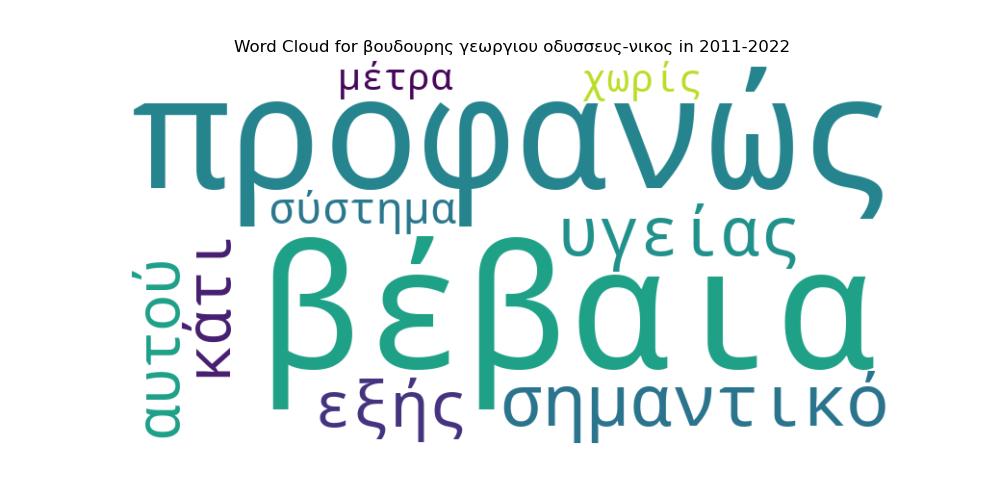 Word Cloud for βουδουρης γεωργιου οδυσσευς-νικος in 2011-2022
μέτρα
χωρίς
προφανώς
σύστημα
υγείας
αυτού
κάτι
βέβαια
εξής
σημαντικό